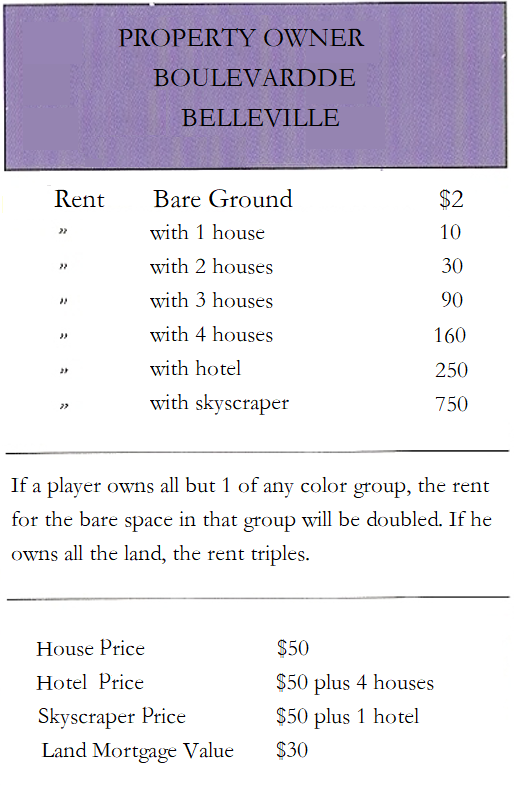 PROPERTY OWNER
BOULEVARDDE
BELLEVILLE
Rent Bare Ground $2
" with 1 house 10
" with 2 houses 30
" with 3 houses 90
" with 4 houses 160
" with hotel 250
" with skyscraper 750
If a player owns all but 1 of any color group, the rent
for the bare space in that group will be doubled. If he
owns all the land, the rent triples.
House Price $50
Hotel Price $50 plus 4 houses
Skyscraper Price $50 plus 1 hotel
Land Mortgage Value $30